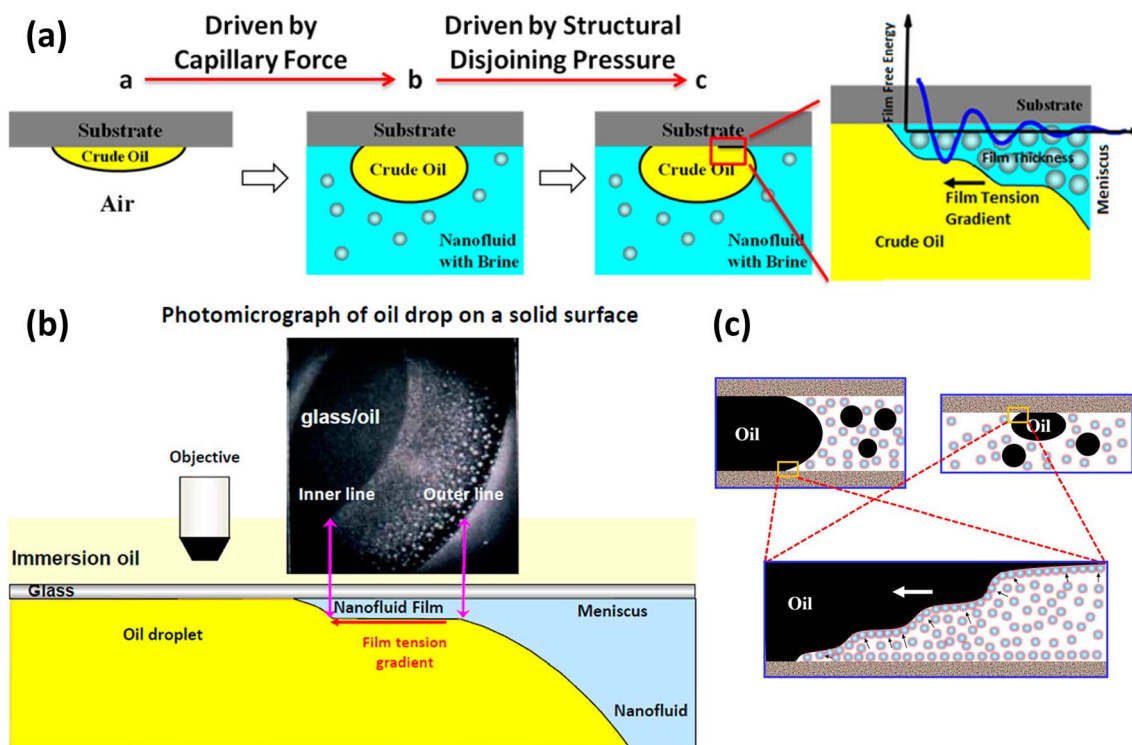 (a)
Driven by
Capillary Force
Driven by Structural
Disjoining Pressure
a
b
c
Substrate
Crude Oil
Air
Substrate
Crude Oil
Nanofluid
with Brine
Substrate
Crude Oil
Nanofluid
with Brine
Film Free Energy
Substrate
Film Thickness
Meniscus
Film Tension
Gradient
Crude Oil
(b)
Photomicrograph of oil drop on a solid surface
glass/oil
Inner line
Outer line
Objective
Immersion oil
Glass
Nanofluid Film
Meniscus
Oil droplet
Film tension
gradient
Nanofluid
(c)
Oil
Oil
Oil